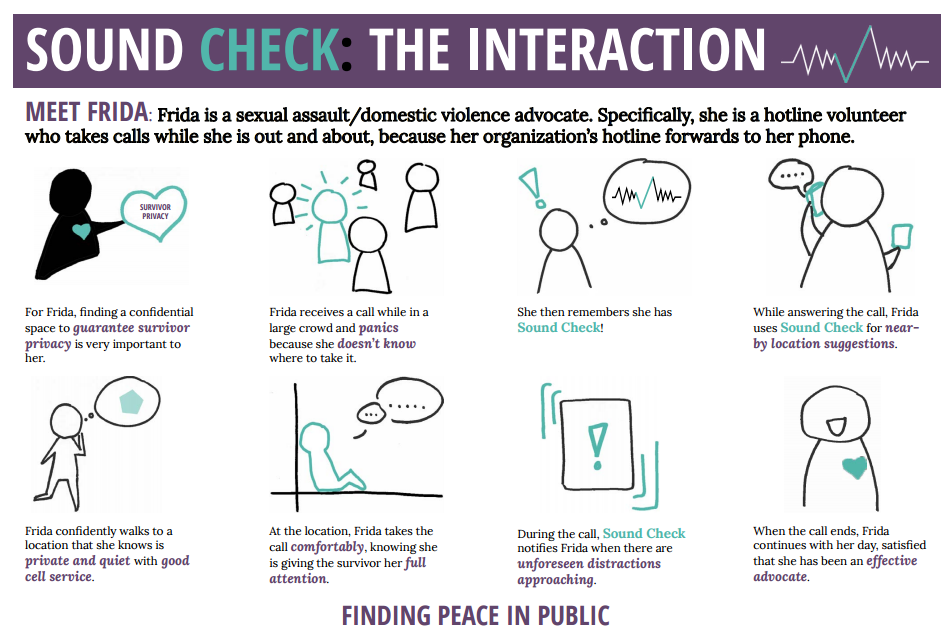 SOUND CHECK: THE INTERACTION
MEET FRIDA: Frida is a sexual assault/domestic violence advocate. Specifically, she is a hotline volunteer
who takes calls while she is out and about, because her organization's hotline forwards to her phone.
SURVIVOR
PRIVACY
For Frida, finding a confidential
space to guarantee survivor
privacy is very important to
her.
Frida receives a call while in a
large crowd and panics
because she doesn't know
where to take it.
She then remembers she has
Sound Check!
While answering the call, Frida
uses Sound Check for near-
by location suggestions.
Frida confidently walks to a
location that she knows is
private and quiet with good
cell service.
At the location, Frida takes the
call comfortably, knowing she
is giving the survivor her full
attention.
During the call, Sound Check
notifies Frida when there are
unforeseen distractions
approaching.
When the call ends, Frida
continues with her day, satisfied
that she has been an effective
advocate.
FINDING PEACE IN PUBLIC